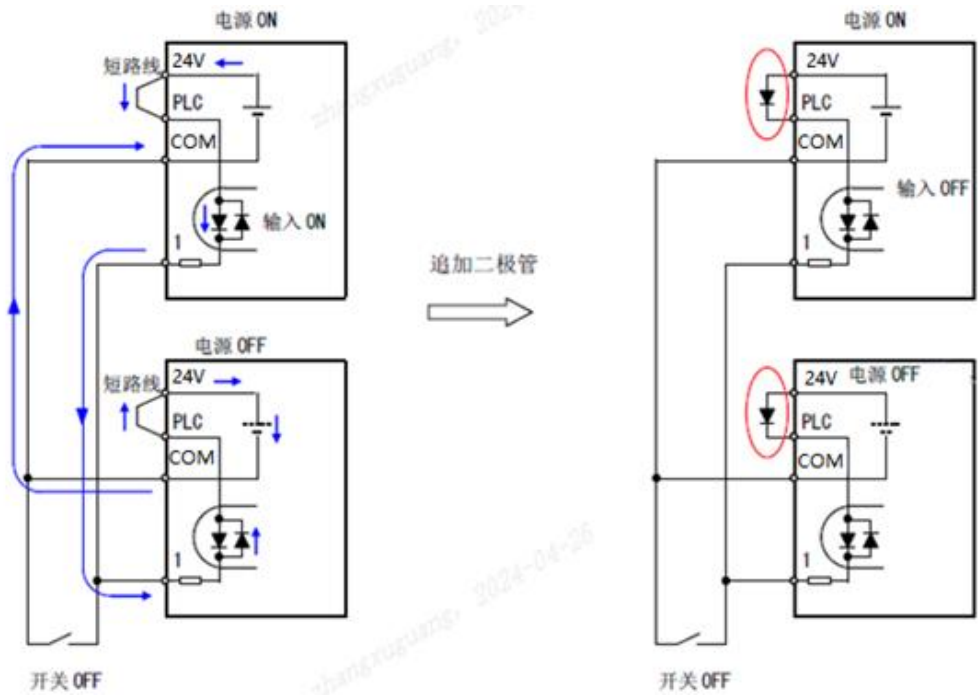 电源 ON
短路线
24V
PLC
COM
输入 ON
1
电源 OFF
短路线
24V
PLC
COM
1
开关 OFF
追加二极管
电源 ON
24V
PLC
COM
输入 OFF
1
24V
电源 OFF
PLC
COM
1
开关 OFF
zhangxuguang, 2024-04-26